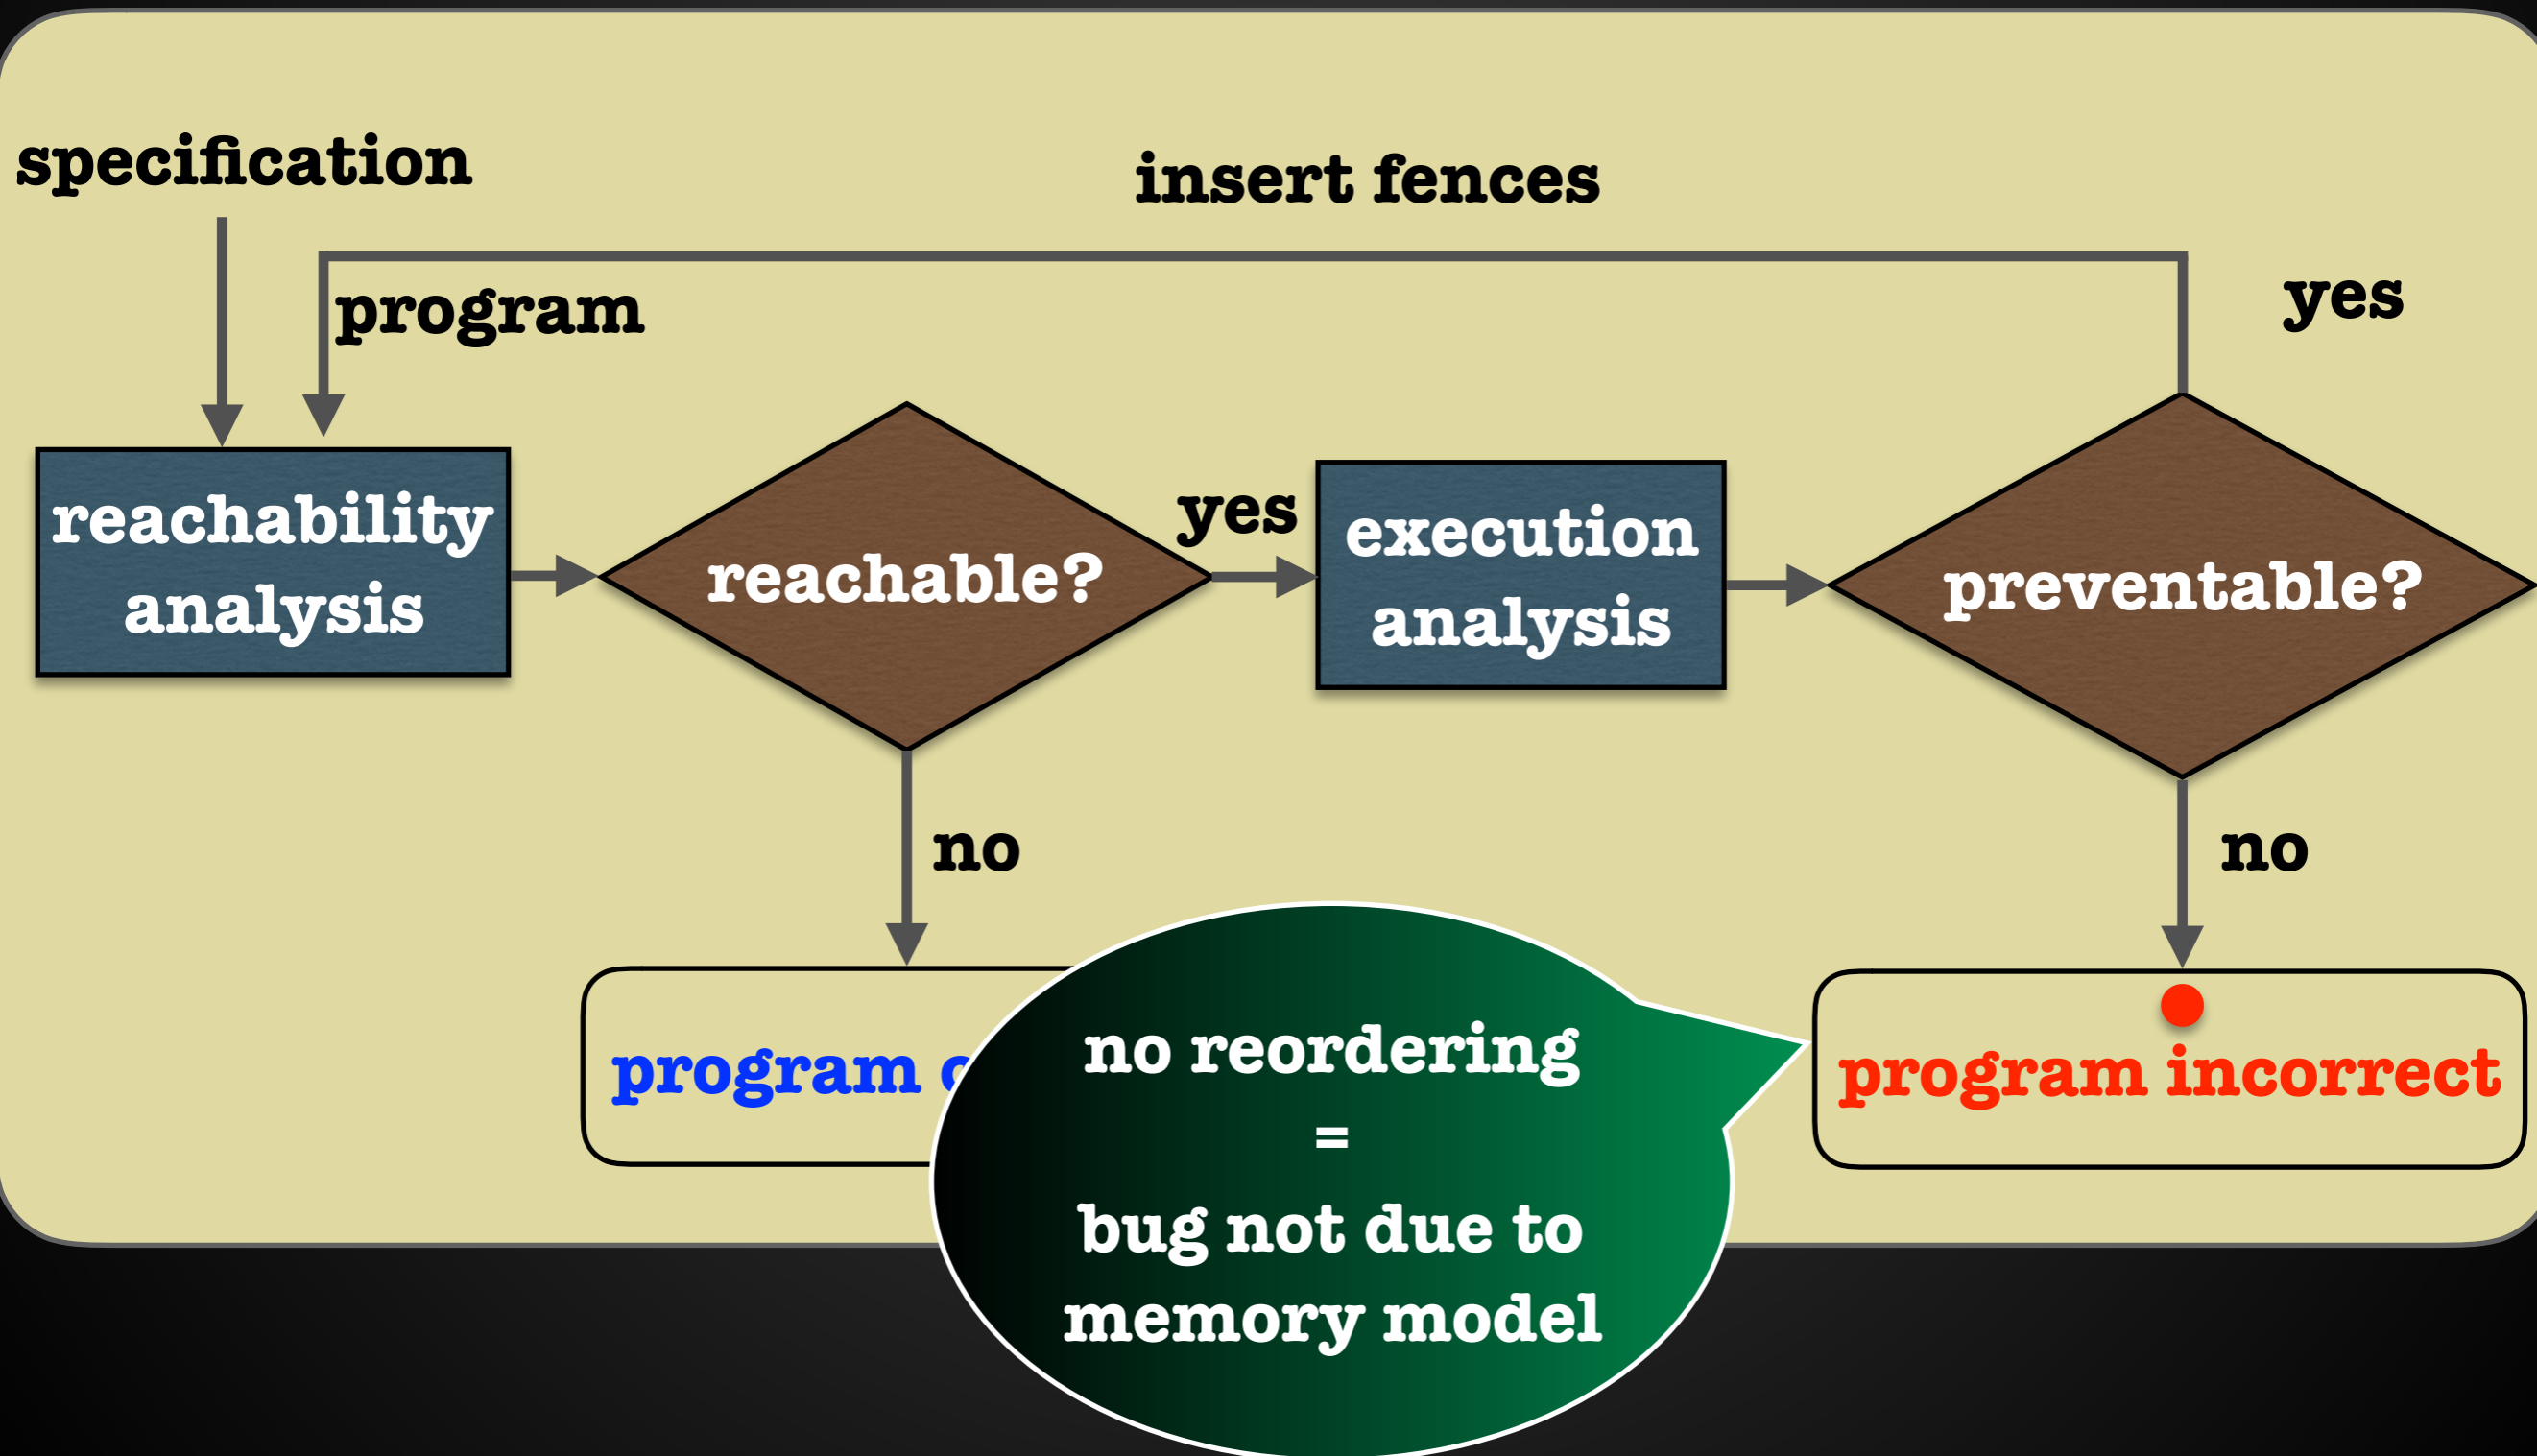 specification
insert fences
program
yes
reachability
analysis
reachable?
yes
execution
analysis
preventable?
no
no
program
no reordering
=
bug not due to
memory model
program incorrect